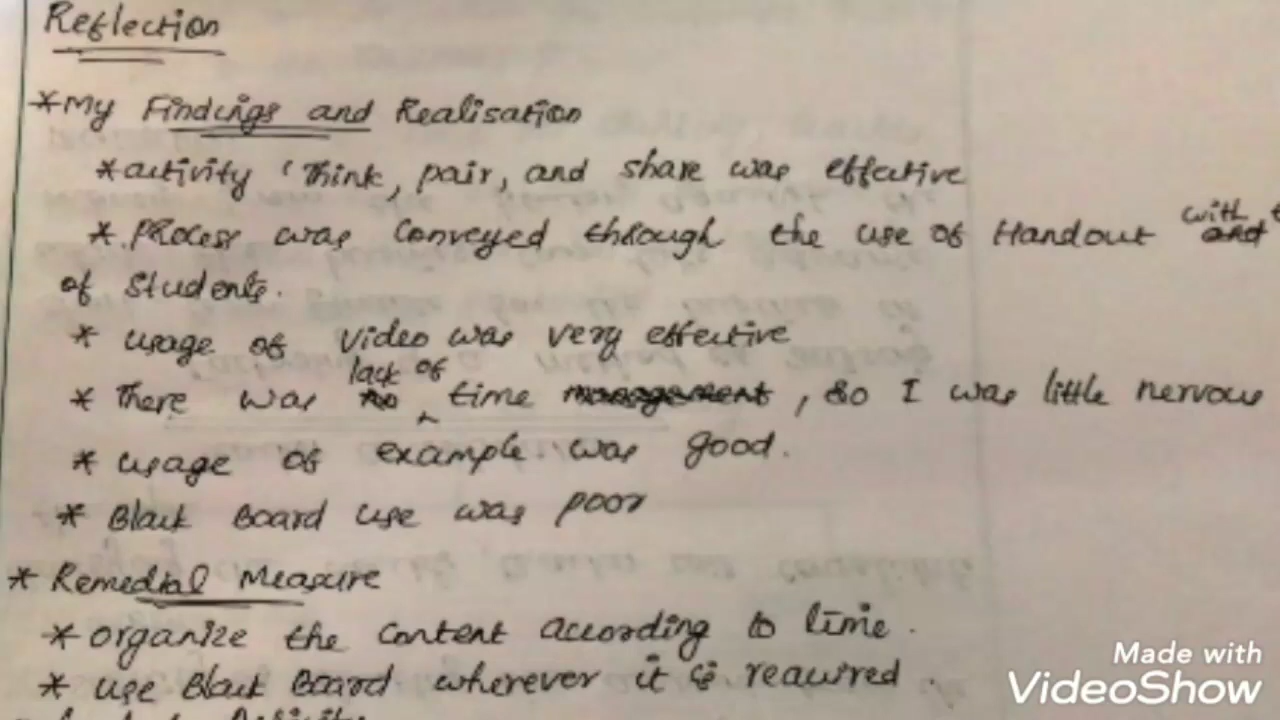 Reflection
*My Findings and Realisation
*activity 'Think, pair, and share was effective
*. Process was Conveyed through the use of Handout with
of Students.
* usage of Video was very effective
lack of
* There was time , so I was little nervous
* usage of example was good.
* Black Board use was poor
* Remedial Measure
* organize the Content according to time.
* use Black Board wherever it is reauired.
Made with
VideoShow